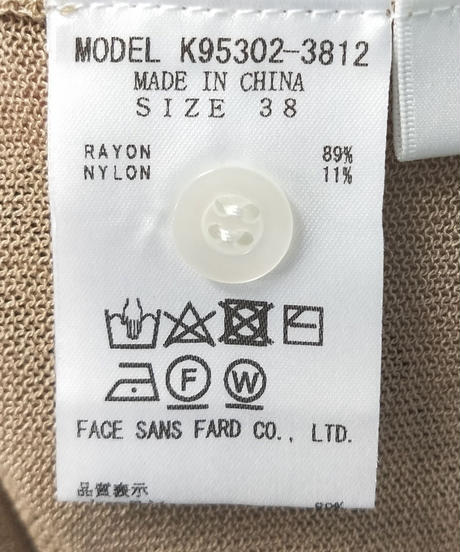 MODEL K95302-3812
MADE IN CHINA
SIZE 38
RAYON 89%
NYLON 11%
F W
FACE SANS FARD CO., LTD.
品質表示